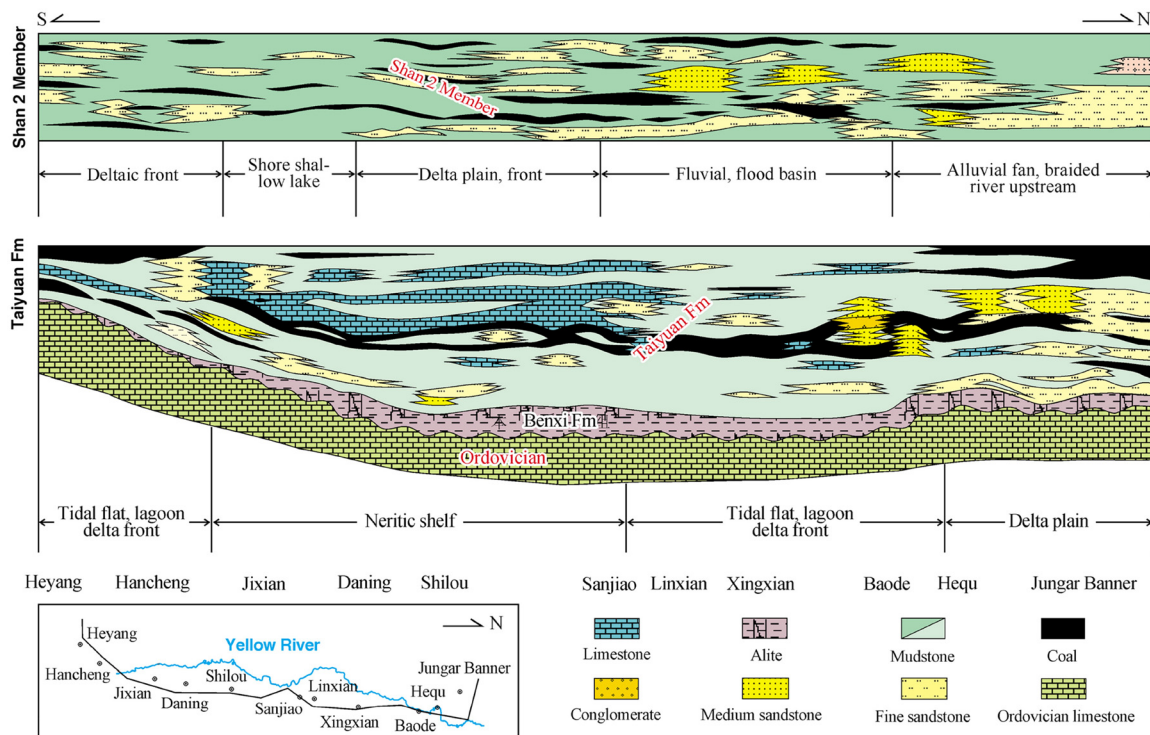 S
N
Shan 2 Member
Shan 2 Member
Deltaic front
Shore shal-
low lake
Delta plain, front
Fluvial, flood basin
Alluvial fan, braided
river upstream
Taiyuan Fm
Taiyuan Fm
Benxi Fm
Ordovician
Tidal flat, lagoon
delta front
Neritic shelf
Tidal flat, lagoon
delta front
Delta plain
Heyang Hancheng Jixian Daning Shilou Sanjiao Linxian Xingxian Baode Hequ Jungar Banner
N
Yellow River
Heyang
Hancheng
Jixian
Daning
Shilou
Sanjiao
Linxian
Xingxian
Baode
Hequ
Jungar Banner
Limestone
Alite
Mudstone
Coal
Conglomerate
Medium sandstone
Fine sandstone
Ordovician limestone